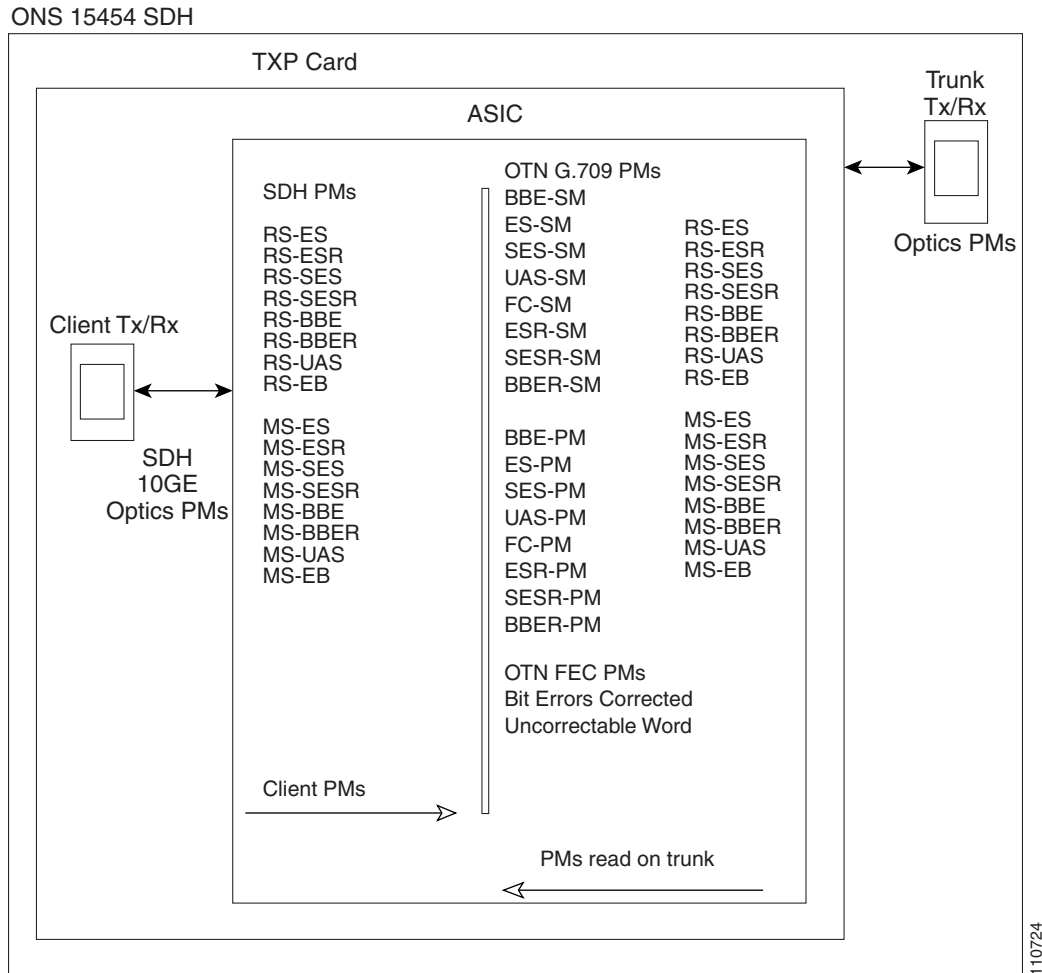 ONS 15454 SDH
TXP Card
Trunk
Tx/Rx
Optics PMs
ASIC
Client Tx/Rx
SDH
10GE
Optics PMs
SDH PMs
RS-ES
RS-ESR
RS-SES
RS-SESR
RS-BBE
RS-BBER
RS-UAS
RS-EB
MS-ES
MS-ESR
MS-SES
MS-SESR
MS-BBE
MS-BBER
MS-UAS
MS-EB
OTN G.709 PMs
BBE-SM
ES-SM
SES-SM
UAS-SM
FC-SM
ESR-SM
SESR-SM
BBER-SM
BBE-PM
ES-PM
SES-PM
UAS-PM
FC-PM
ESR-PM
SESR-PM
BBER-PM
OTN FEC PMs
Bit Errors Corrected
Uncorrectable Word
RS-ES
RS-ESR
RS-SES
RS-SESR
RS-BBE
RS-BBER
RS-UAS
RS-EB
MS-ES
MS-ESR
MS-SES
MS-SESR
MS-BBE
MS-BBER
MS-UAS
MS-EB
Client PMs
PMs read on trunk
110724